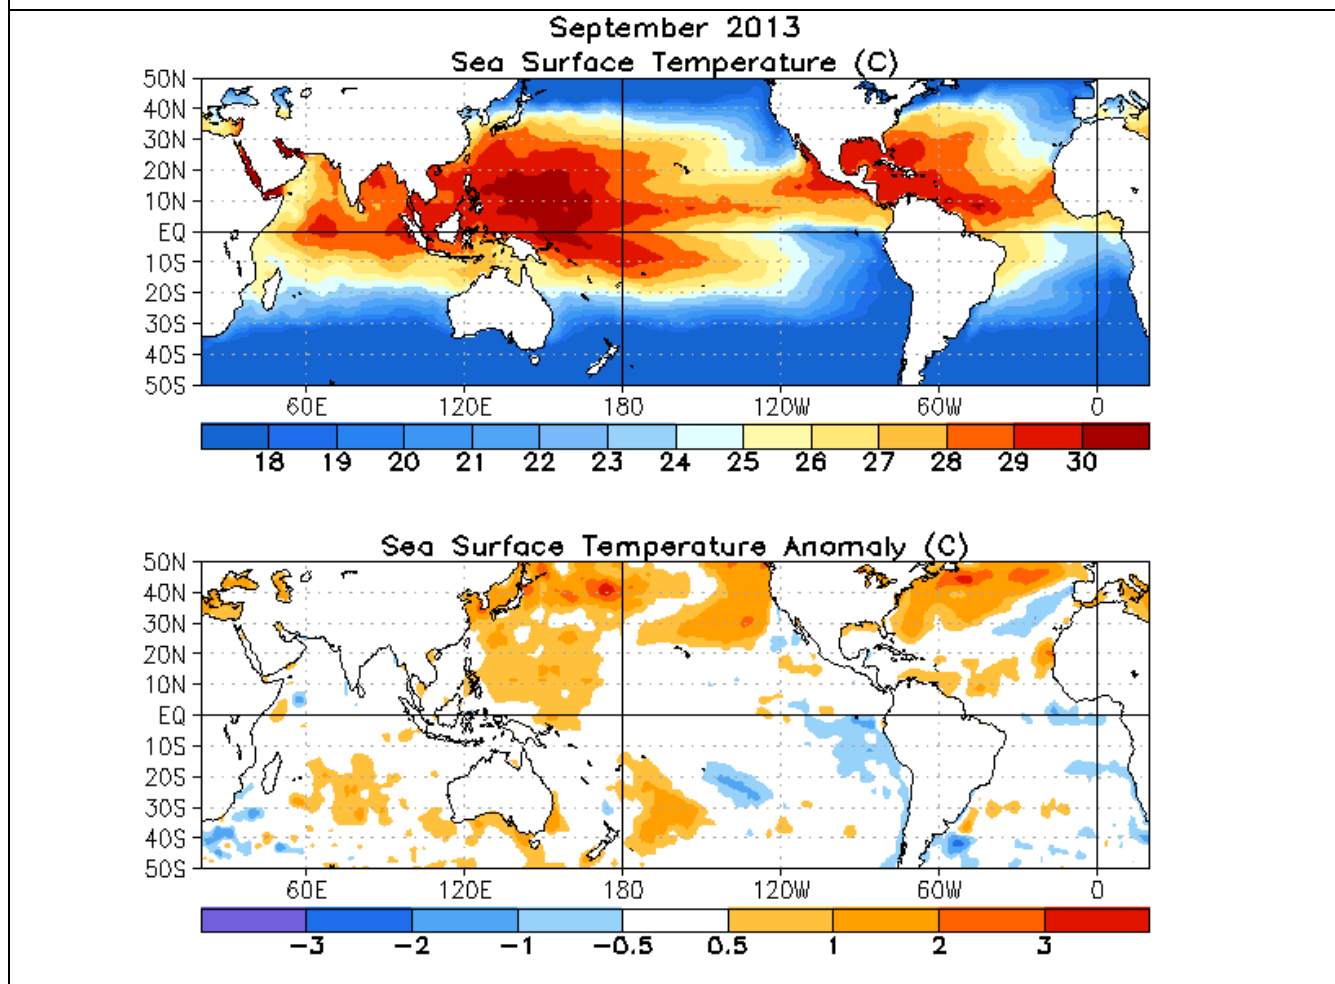 September 2013
Sea Surface Temperature (C)
50N
40N
30N
20N
10N
EQ
10S
20S
30S
40S
50S
60E 120E 180 120W 60W 0
18 19 20 21 22 23 24 25 26 27 28 29 30
Sea Surface Temperature Anomaly (C)
50N
40N
30N
20N
10N
EQ
10S
20S
30S
40S
50S
60E 120E 180 120W 60W 0
-3 -2 -1 -0.5 0.5 1 2 3